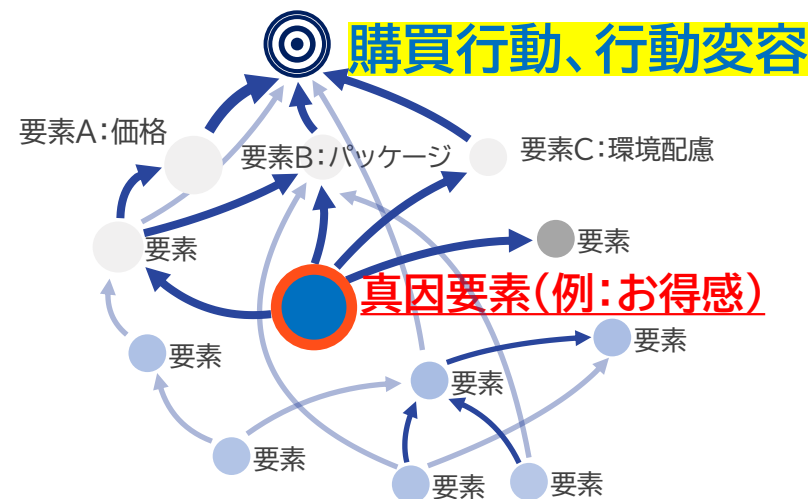 購買行動、行動変容
要素A：価格
要素B：パッケージ
要素C：環境配慮
要素
要素
真因要素（例：お得感）
要素
要素
要素
要素
要素
要素